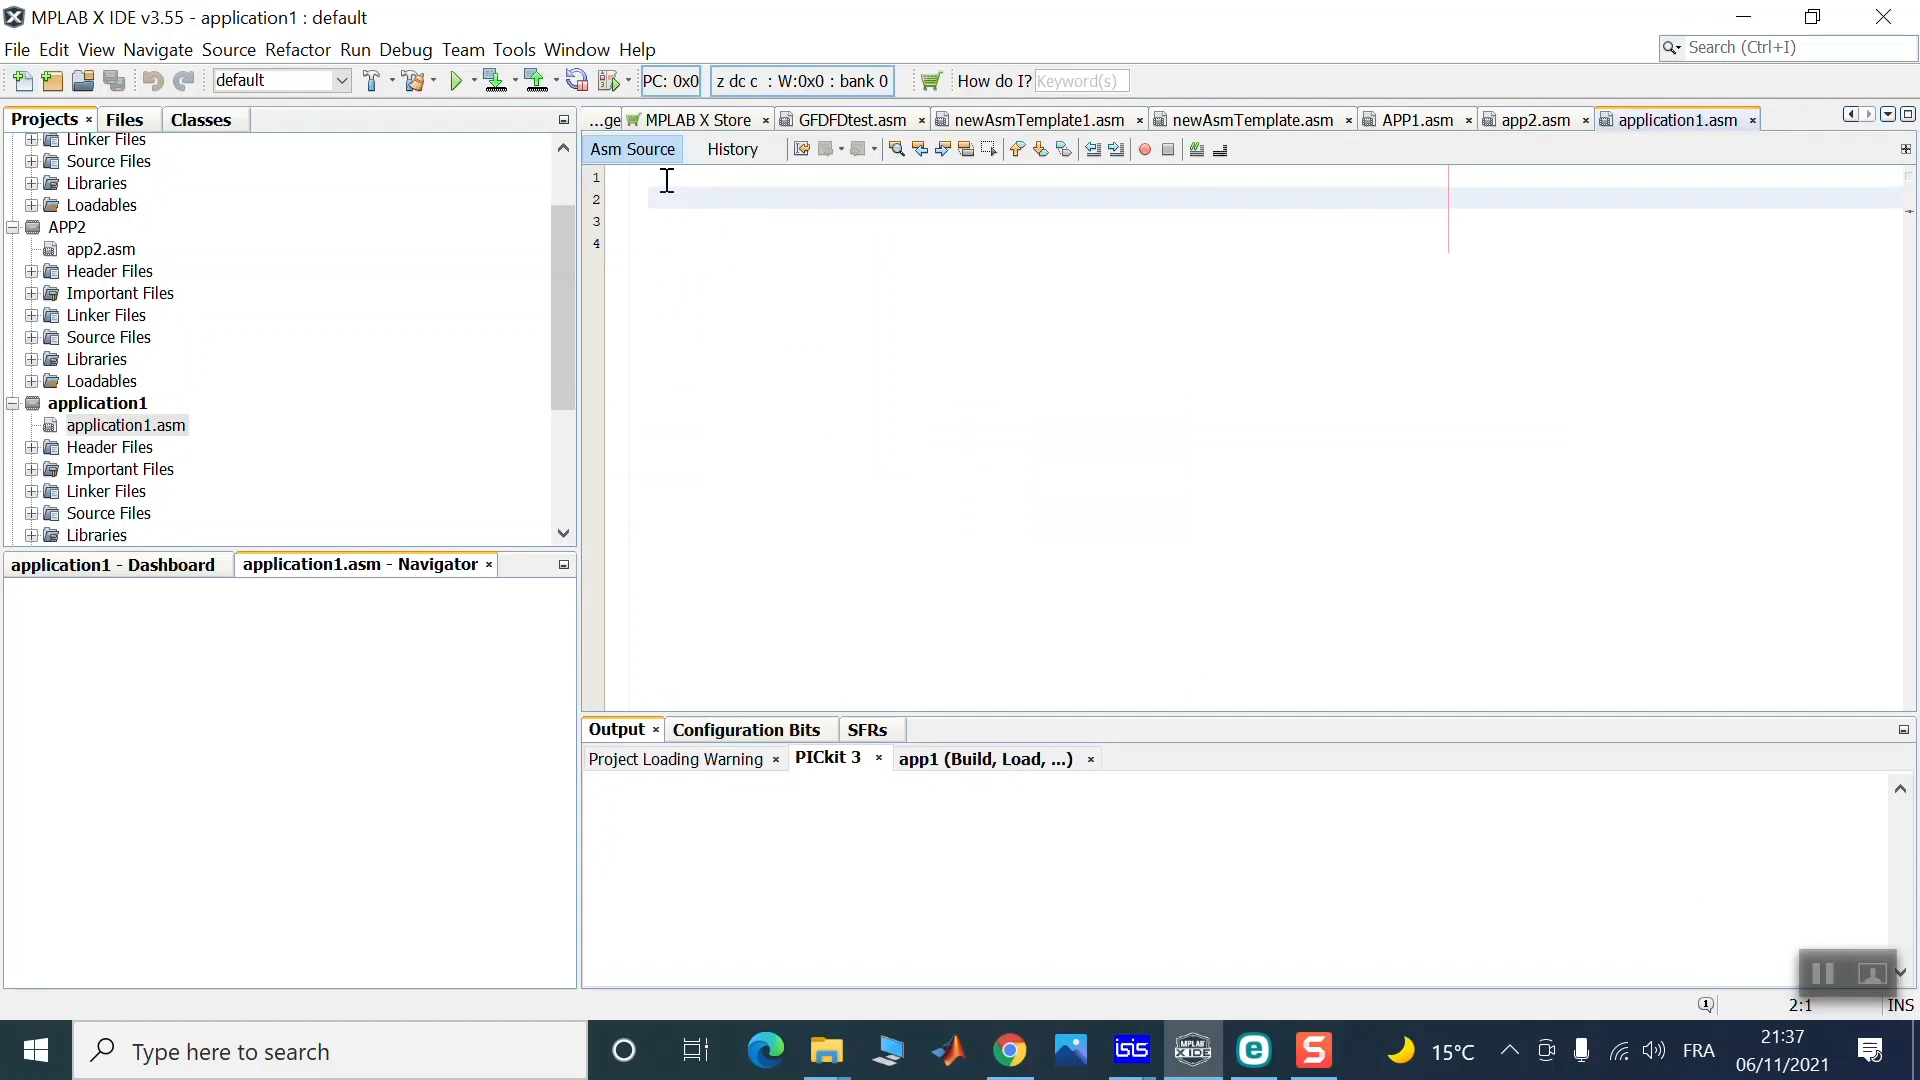 MPLAB X IDE v3.55 - application1 : default
File Edit View Navigate Source Refactor Run Debug Team Tools Window Help
Search (Ctrl+I)
default
PC: 0x0
z dc c : W:0x0 : bank 0
How do I? Keyword(s)
Projects Files Classes
...ge MPLAB X Store GFDFDtest.asm newAsmTemplate1.asm newAsmTemplate.asm APP1.asm app2.asm application1.asm
Asm Source History
1
2
3
4
Linker Files
Source Files
Libraries
Loadables
APP2
app2.asm
Header Files
Important Files
Linker Files
Source Files
Libraries
Loadables
application1
application1.asm
Header Files
Important Files
Linker Files
Source Files
Libraries
application1 - Dashboard application1.asm - Navigator
Output Configuration Bits SFRs
Project Loading Warning PICkit 3 app1 (Build, Load, ...)
2:1 INS
Type here to search
isis
MPLAB X IDE
15°C
FRA
21:37
06/11/2021